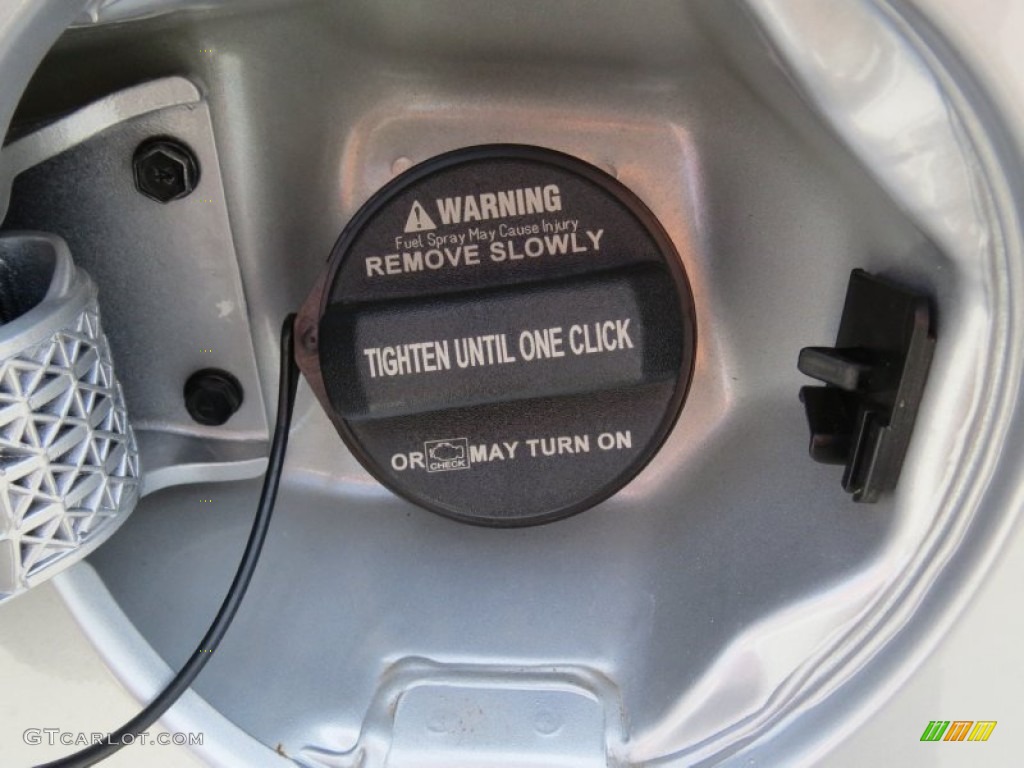 WARNING
Fuel Spray May Cause Injury
REMOVE SLOWLY
TIGHTEN UNTIL ONE CLICK
OR CHECK MAY TURN ON
GTCARLOT.COM